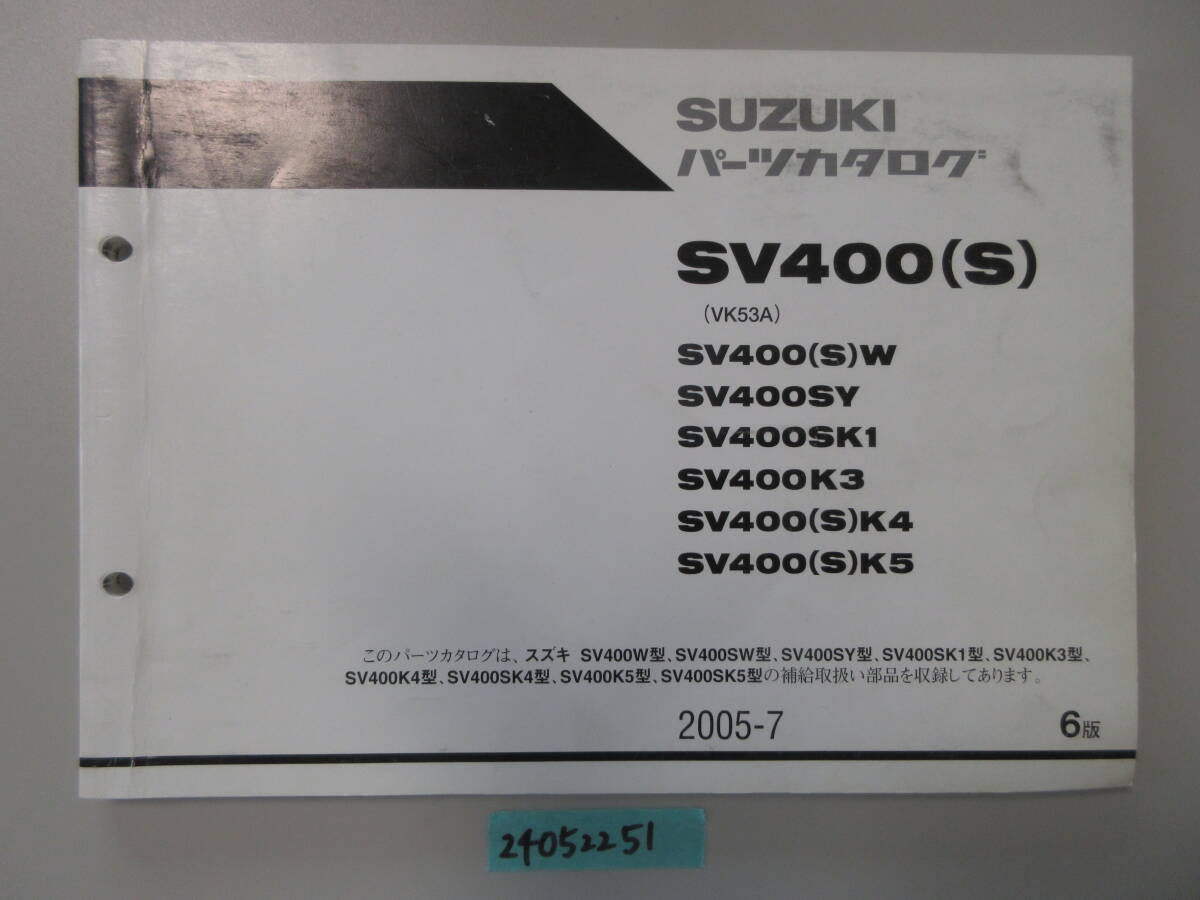 SUZUKI
パーツカタログ
SV400(S)
(VK53A)
SV400(S)W
SV400SY
SV400SK1
SV400K3
SV400(S)K4
SV400(S)K5
このパーツカタログは、スズキ SV400W型、SV400SW型、SV400SY型、SV400SK1型、SV400K3型、
SV400K4型、SV400SK4型、SV400K5型、SV400SK5型の補給取扱い部品を収録してあります。
2005-7 6版
24052251